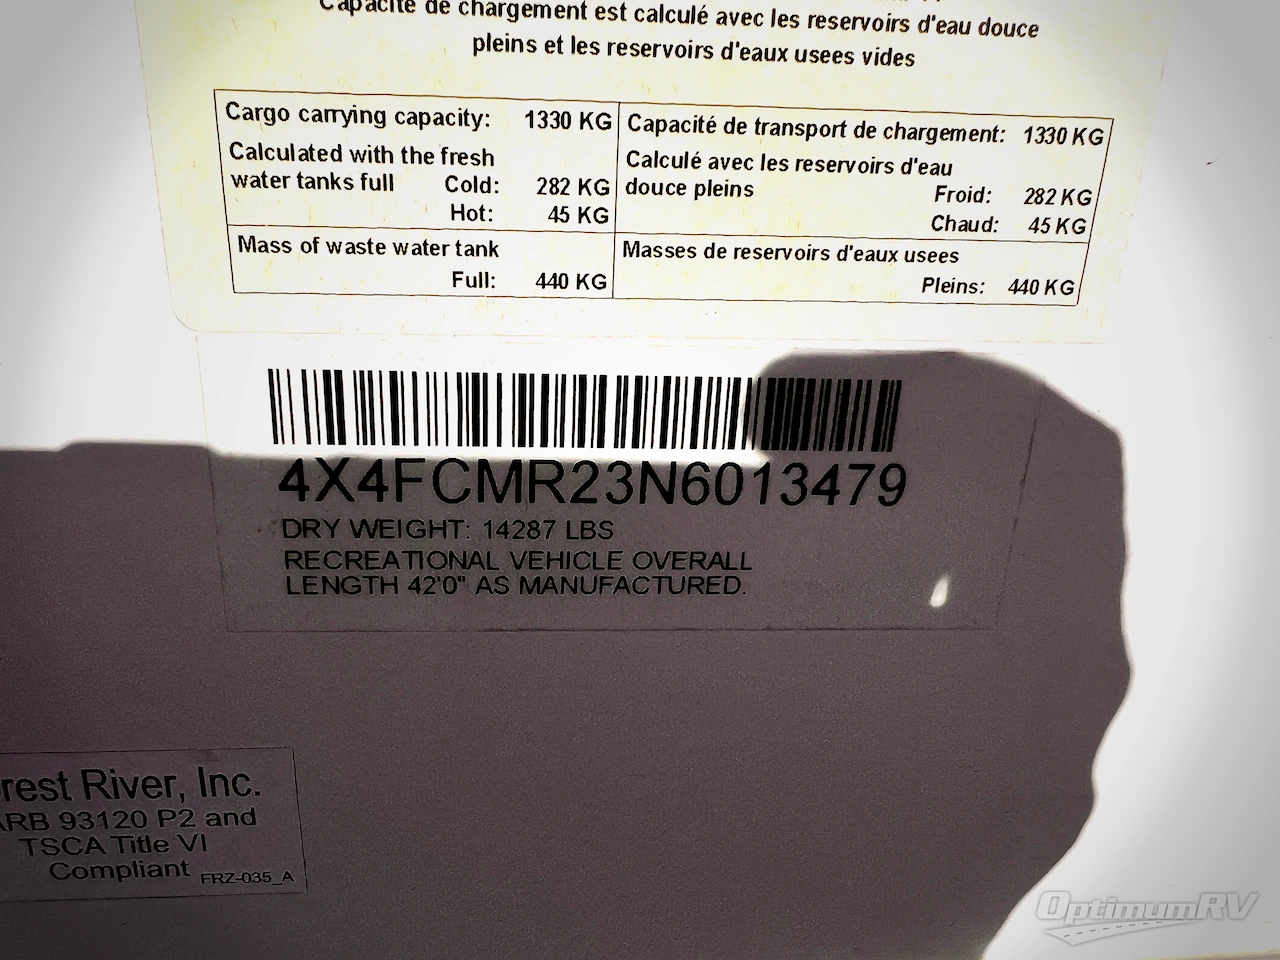 Capacité de chargement est calculé avec les reservoirs d'eau douce
pleins et les reservoirs d'eaux usees vides
Cargo carrying capacity: 1330 KG
Calculated with the fresh
water tanks full Cold: 282 KG
Hot: 45 KG
Mass of waste water tank
Full: 440 KG
Capacité de transport de chargement: 1330 KG
Calculé avec les reservoirs d'eau
douce pleins Froid: 282 KG
Chaud: 45 KG
Masses de reservoirs d'eaux usees
Pleins: 440 KG
4X4FCMR23N6013479
DRY WEIGHT: 14287 LBS
RECREATIONAL VEHICLE OVERALL
LENGTH 42'0" AS MANUFACTURED.
rest River, Inc.
ARB 93120 P2 and
TSCA Title VI
Compliant FRZ-035_A
OptimumRV